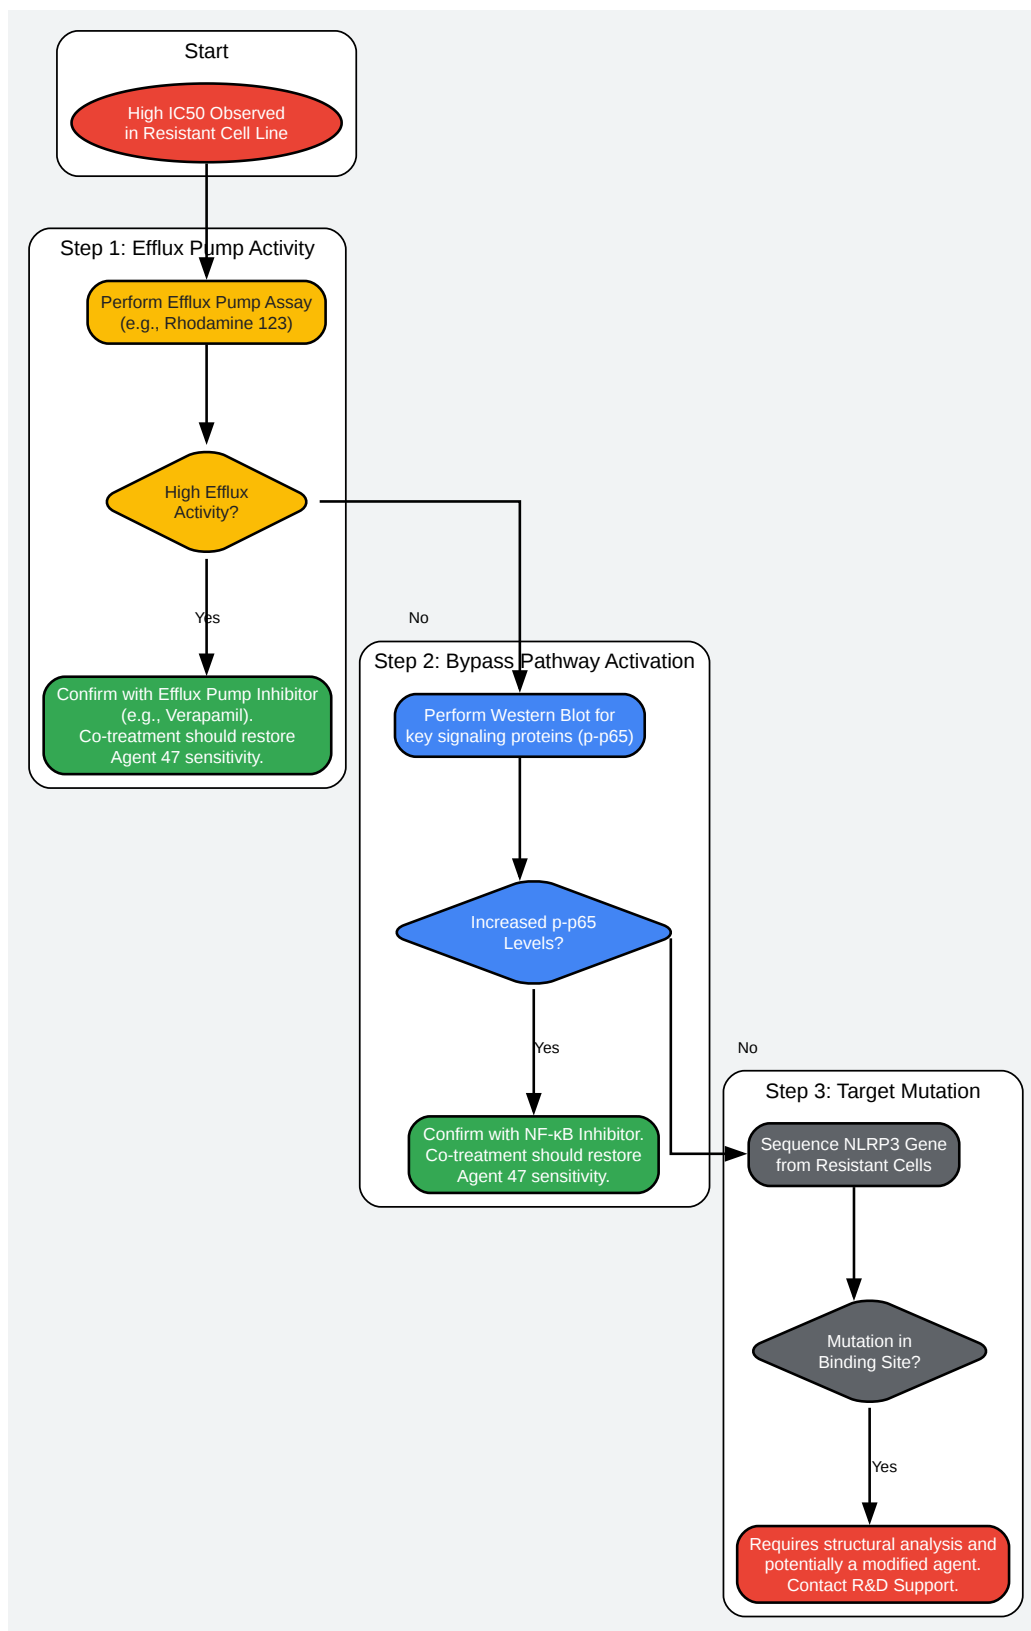 Start
High IC50 Observed
in Resistant Cell Line
Step 1: Efflux Pump Activity
Perform Efflux Pump Assay
(e.g., Rhodamine 123)
High Efflux
Activity?
Yes
No
Confirm with Efflux Pump Inhibitor
(e.g., Verapamil).
Co-treatment should restore
Agent 47 sensitivity.
Step 2: Bypass Pathway Activation
Perform Western Blot for
key signaling proteins (p-p65)
Increased p-p65
Levels?
Yes
No
Confirm with NF-κB Inhibitor.
Co-treatment should restore
Agent 47 sensitivity.
Step 3: Target Mutation
Sequence NLRP3 Gene
from Resistant Cells
Mutation in
Binding Site?
Yes
Requires structural analysis and
potentially a modified agent.
Contact R&D Support.